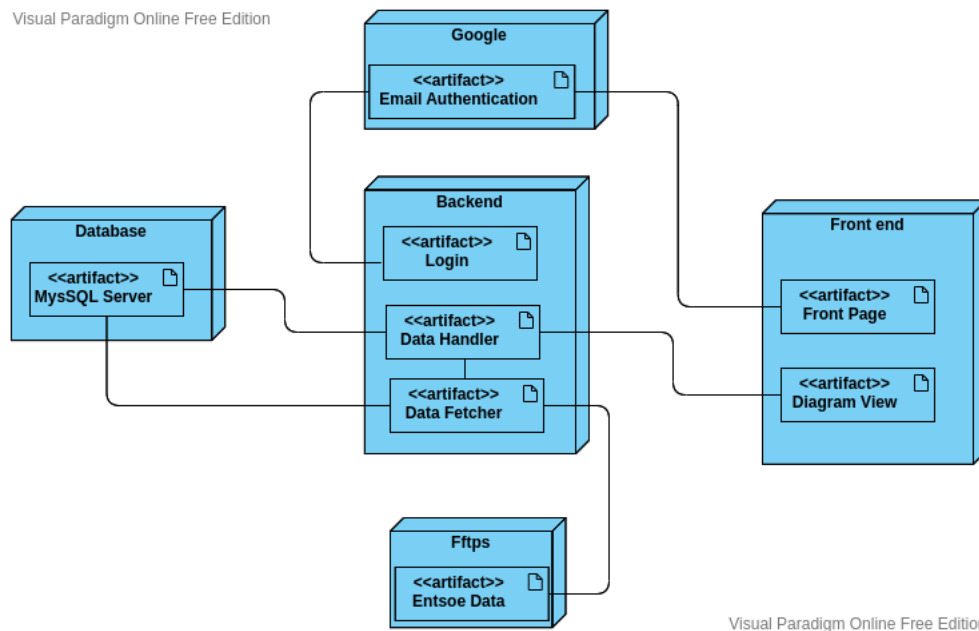 Visual Paradigm Online Free Edition
Google
<<artifact>>
Email Authentication
Backend
<<artifact>>
Login
<<artifact>>
Data Handler
<<artifact>>
Data Fetcher
Database
<<artifact>>
MysSQL Server
Front end
<<artifact>>
Front Page
<<artifact>>
Diagram View
Fftps
<<artifact>>
Entsoe Data
Visual Paradigm Online Free Editio